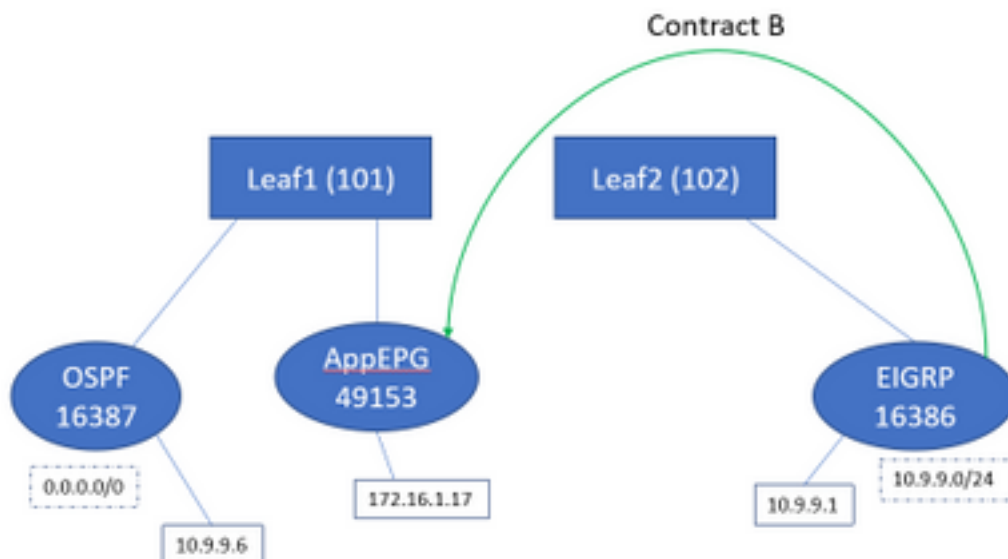 Contract B
Leaf1 (101)
Leaf2 (102)
OSPF
16387
AppEPG
49153
EIGRP
16386
0.0.0.0/0
172.16.1.17
10.9.9.1
10.9.9.0/24
10.9.9.6